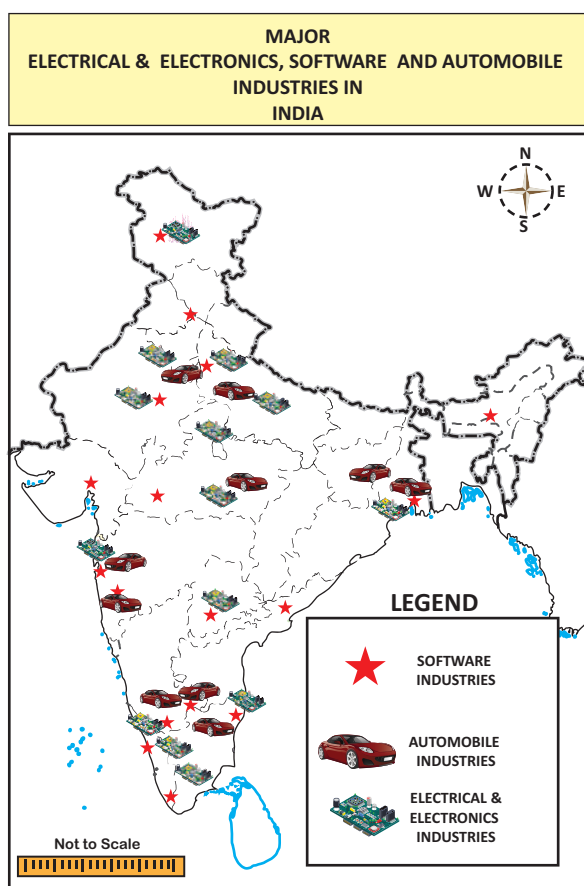 MAJOR
ELECTRICAL & ELECTRONICS, SOFTWARE AND AUTOMOBILE
INDUSTRIES IN
INDIA
N
W E
S
LEGEND
SOFTWARE
INDUSTRIES
AUTOMOBILE
INDUSTRIES
ELECTRICAL &
ELECTRONICS
INDUSTRIES
Not to Scale